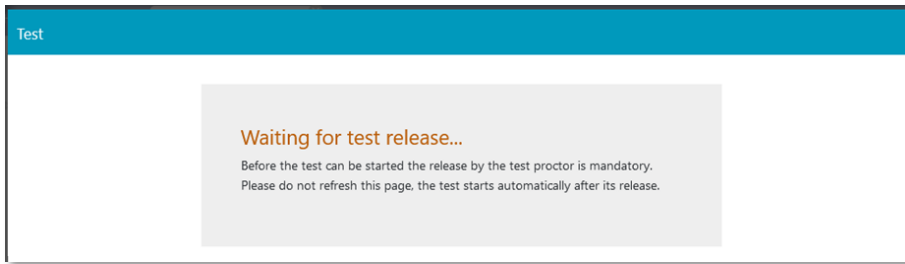 Test
Waiting for test release...
Before the test can be started the release by the test proctor is mandatory.
Please do not refresh this page, the test starts automatically after its release.